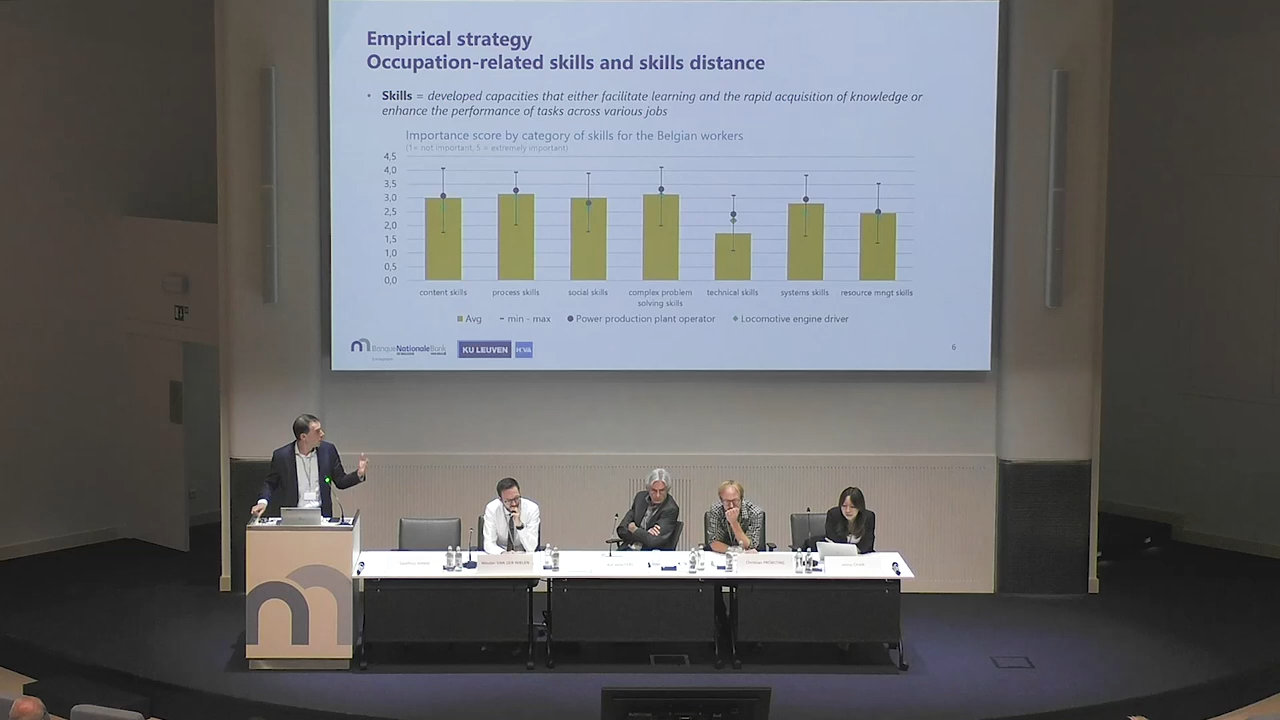 Empirical strategy
Occupation-related skills and skills distance
• Skills = developed capacities that either facilitate learning and the rapid acquisition of knowledge or
enhance the performance of tasks across various jobs
Importance score by category of skills for the Belgian workers
(1= not important, 5 = extremely important)
4,5
4,0
3,5
3,0
2,5
2,0
1,5
1,0
0,5
0,0
content skills
process skills
social skills
complex problem
solving skills
technical skills
systems skills
resource mngt skills
Avg
min - max
Power production plant operator
Locomotive engine driver
BanqueNationaleBank
KU LEUVEN
HIVA
6